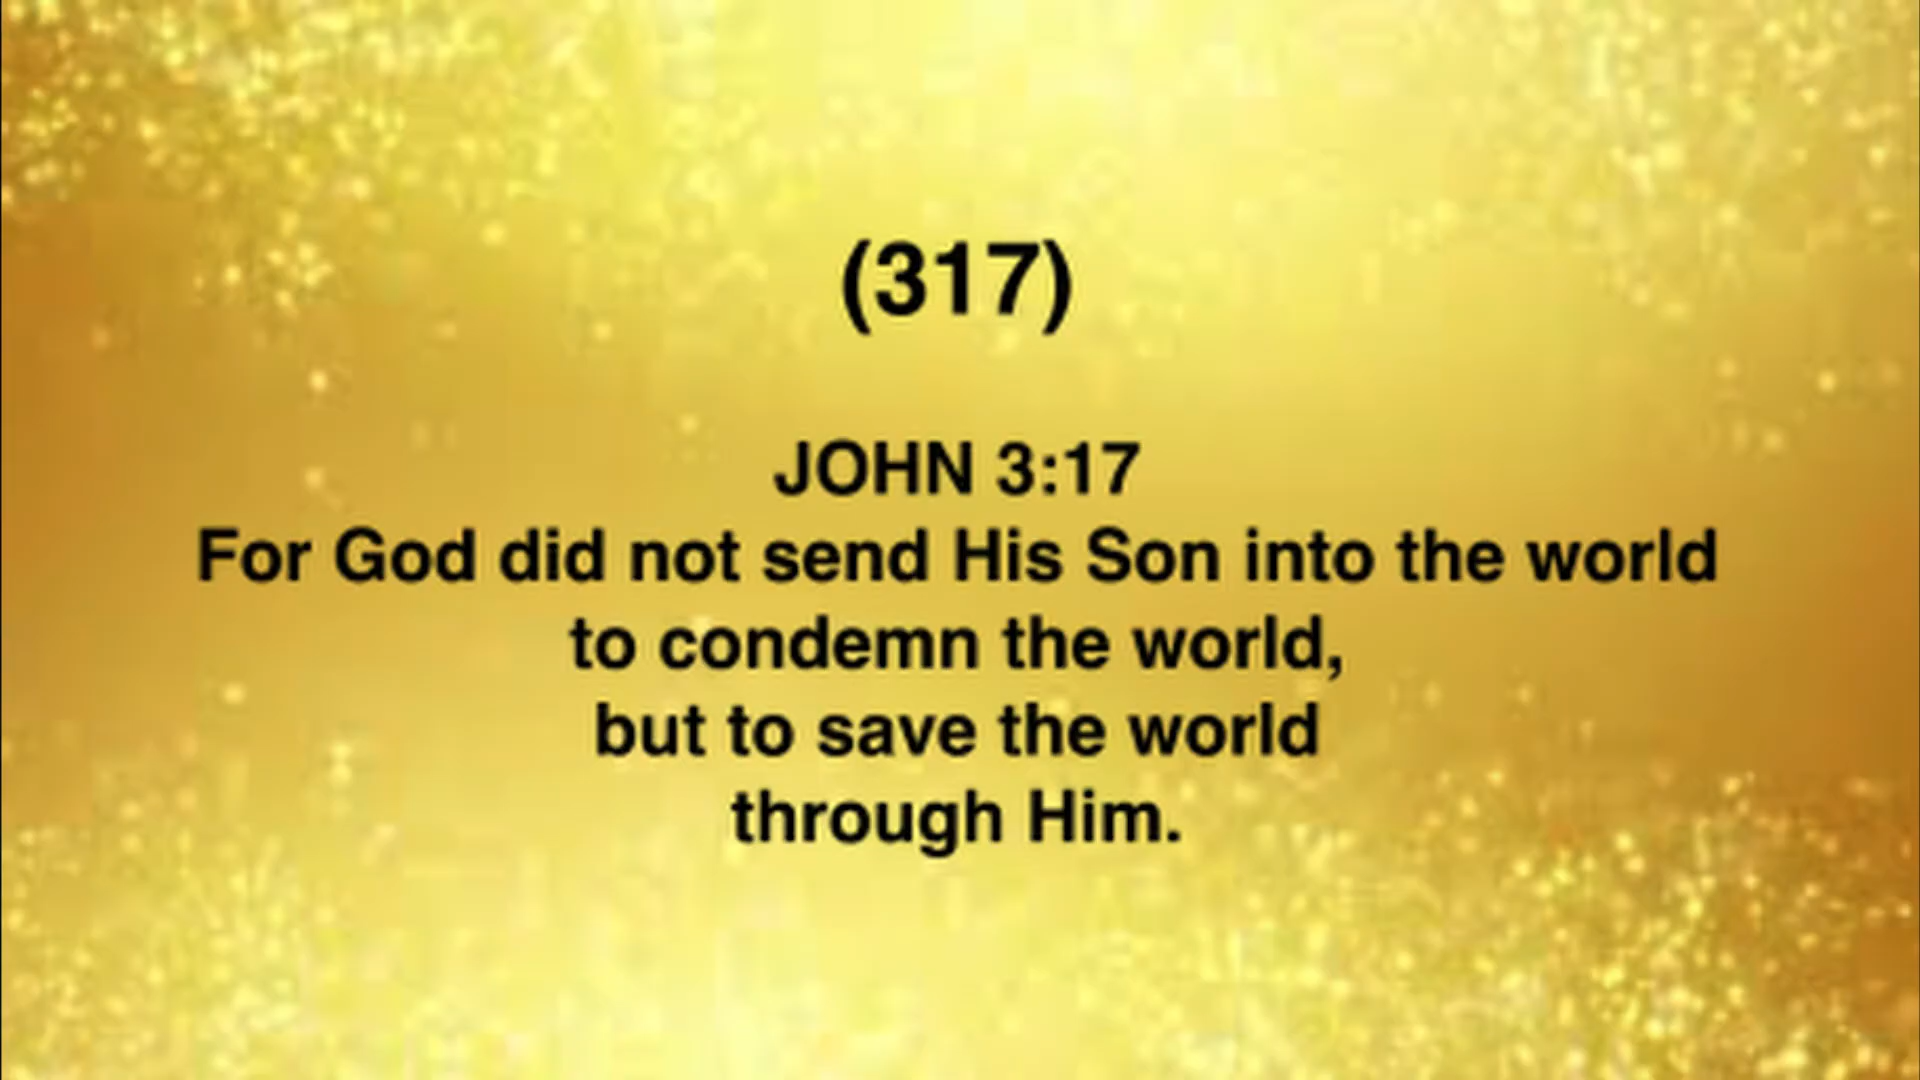 (317)
JOHN 3:17
For God did not send His Son into the world
to condemn the world,
but to save the world
through Him.